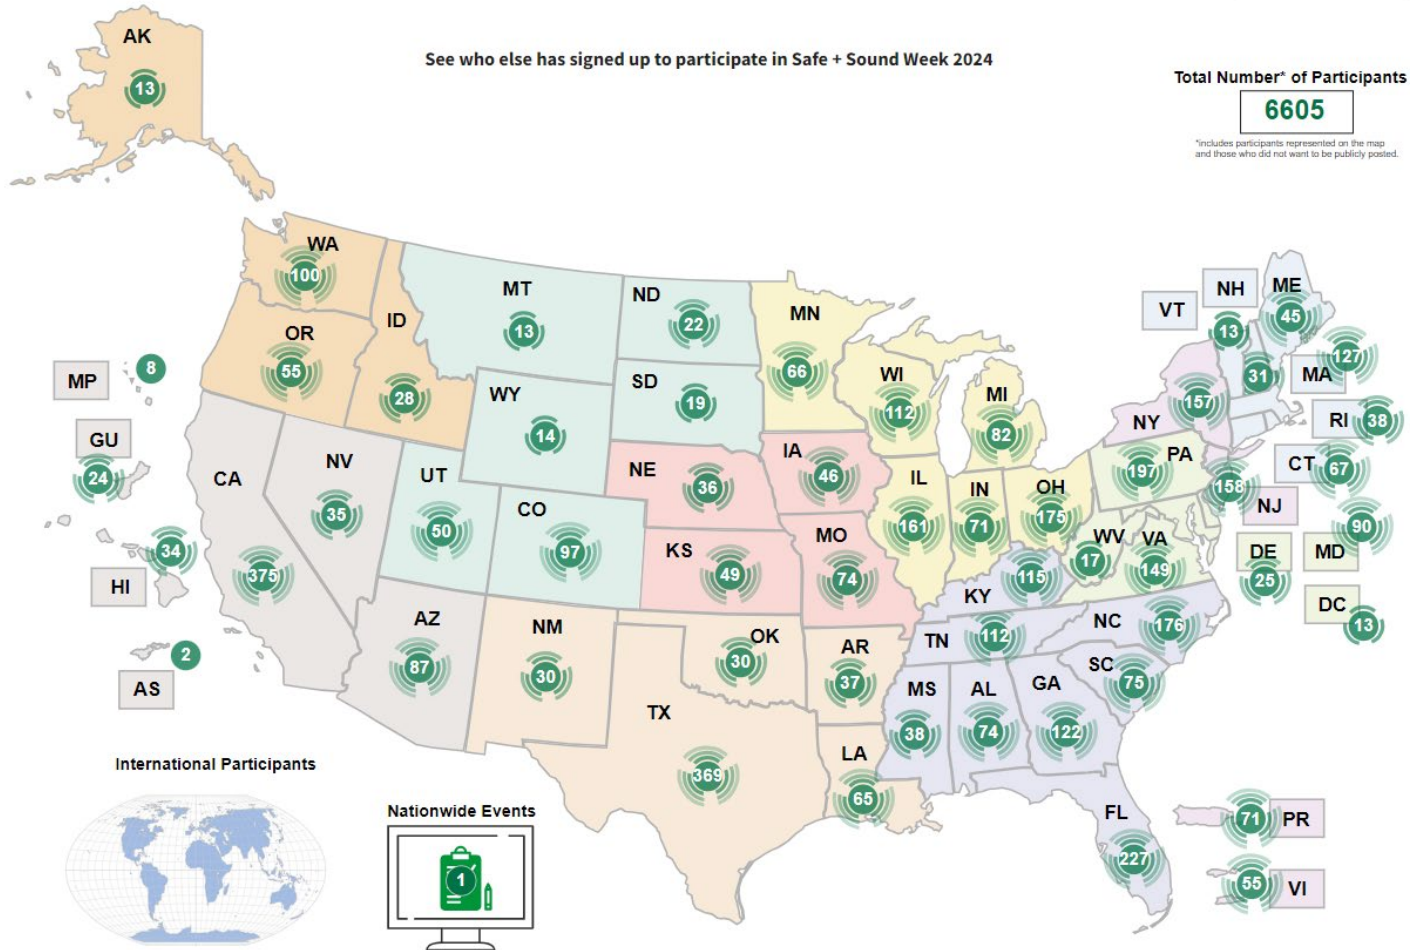 See who else has signed up to participate in Safe + Sound Week 2024
Total Number* of Participants
6605
*includes participants represented on the map
and those who did not want to be publicly posted.
AK
13
WA
100
OR
55
ID
28
MT
13
ND
22
SD
19
WY
14
MN
66
WI
112
MI
82
VT
13
NH
31
ME
45
MA
127
RI
38
CT
67
NY
157
NJ
158
PA
197
MD
90
DE
25
DC
13
MP
8
GU
24
HI
34
AS
2
CA
375
NV
35
UT
50
CO
97
NE
36
KS
49
IA
46
MO
74
IL
161
IN
71
OH
175
WV
17
VA
149
KY
115
TN
112
NC
176
SC
75
AZ
87
NM
30
OK
30
AR
37
TX
369
LA
65
MS
38
AL
74
GA
122
FL
227
PR
71
VI
55
International Participants
Nationwide Events
1